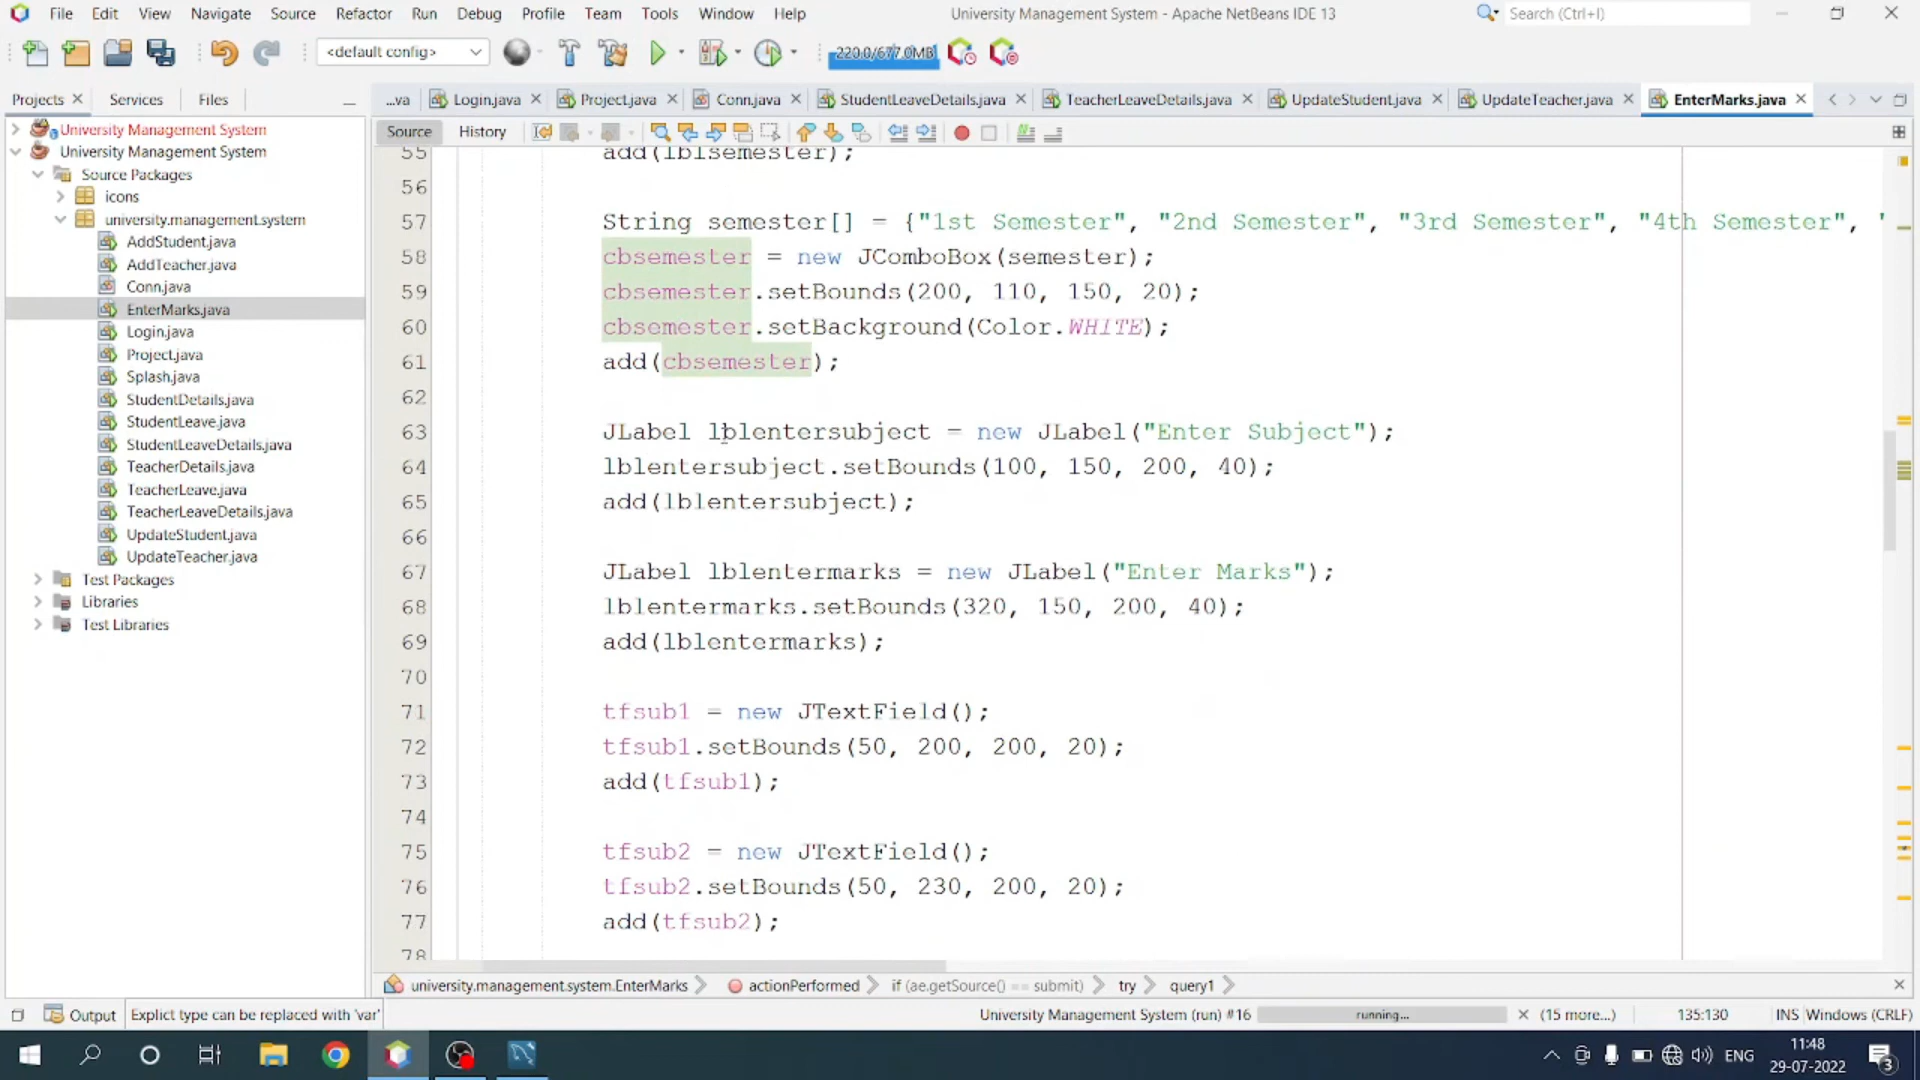 File Edit View Navigate Source Refactor Run Debug Profile Team Tools Window Help University Management System - Apache NetBeans IDE 13 Search (Ctrl+I)
<default config> 220.0/677.0MB
Projects Services Files ...va Login.java Project.java Conn.java StudentLeaveDetails.java TeacherLeaveDetails.java UpdateStudent.java UpdateTeacher.java EnterMarks.java
Source History
University Management System
University Management System
Source Packages
icons
university.management.system
AddStudent.java
AddTeacher.java
Conn.java
EnterMarks.java
Login.java
Project.java
Splash.java
StudentDetails.java
StudentLeave.java
StudentLeaveDetails.java
TeacherDetails.java
TeacherLeave.java
TeacherLeaveDetails.java
UpdateStudent.java
UpdateTeacher.java
Test Packages
Libraries
Test Libraries
55 add(lblsemester);
56
57 String semester[] = {"1st Semester", "2nd Semester", "3rd Semester", "4th Semester", "
58 cbsemester = new JComboBox(semester);
59 cbsemester.setBounds(200, 110, 150, 20);
60 cbsemester.setBackground(Color.WHITE);
61 add(cbsemester);
62
63 JLabel lblentersubject = new JLabel("Enter Subject");
64 lblentersubject.setBounds(100, 150, 200, 40);
65 add(lblentersubject);
66
67 JLabel lblentermarks = new JLabel("Enter Marks");
68 lblentermarks.setBounds(320, 150, 200, 40);
69 add(lblentermarks);
70
71 tfsub1 = new JTextField();
72 tfsub1.setBounds(50, 200, 200, 20);
73 add(tfsub1);
74
75 tfsub2 = new JTextField();
76 tfsub2.setBounds(50, 230, 200, 20);
77 add(tfsub2);
78
university.management.system.EnterMarks actionPerformed if (ae.getSource() == submit) try query1
Output Explict type can be replaced with 'var' University Management System (run) #16 running... (15 more...) 135:130 INS Windows (CRLF)
ENG 11:48
29-07-2022 3